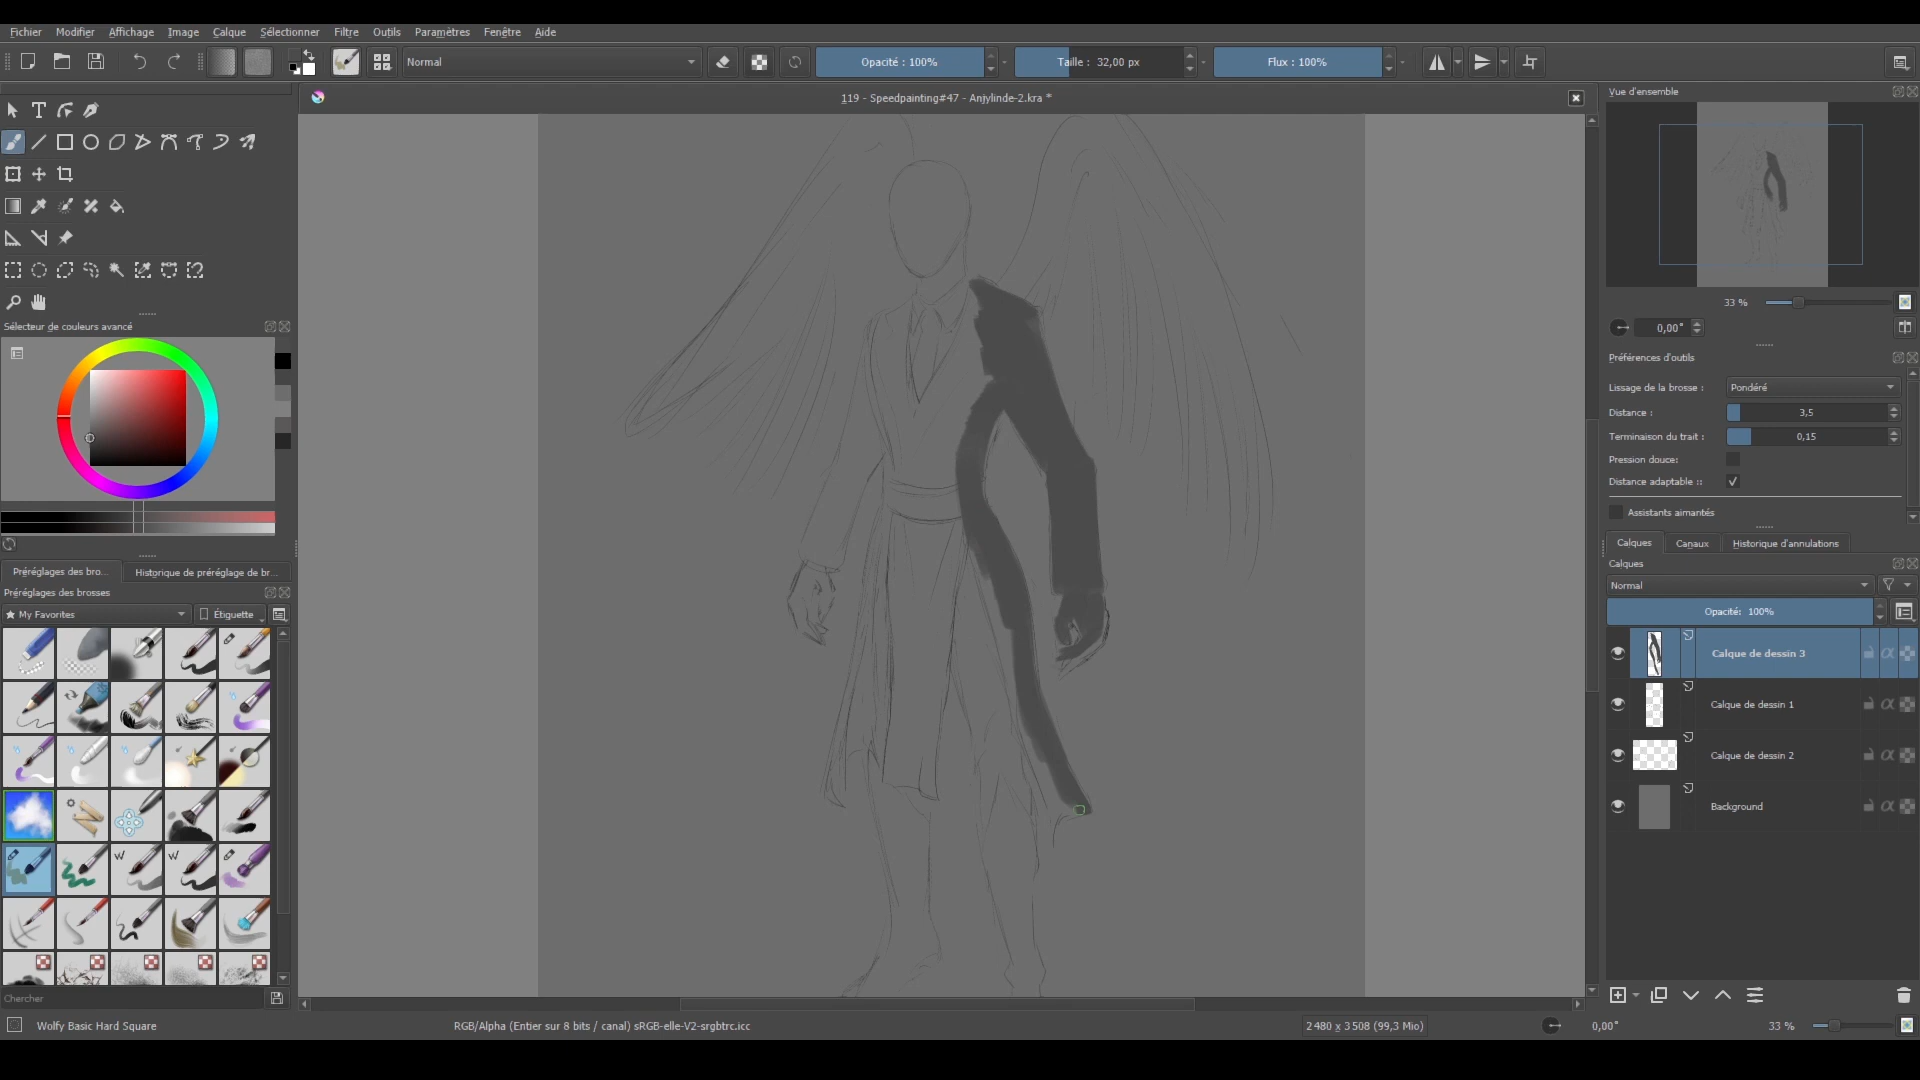 Fichier Modifier Affichage Image Calque Sélectionner Filtre Outils Paramètres Fenêtre Aide
Normal Opacité : 100% Taille : 32,00 px Flux : 100%
119 - Speedpainting#47 - Anjylinde-2.kra *
Vue d'ensemble
33 %
0,00°
Sélecteur de couleurs avancé
Préférences d'outils
Lissage de la brosse : Pondéré
Distance : 3,5
Terminaison du trait : 0,15
Pression douce:
Distance adaptable ::
Assistants aimantés
Calques Canaux Historique d'annulations
Calques
Normal
Opacité: 100%
Calque de dessin 3
Calque de dessin 1
Calque de dessin 2
Background
Préréglages des bro... Historique de préréglage de br...
Préréglages des brosses
My Favorites Étiquette
W W
Chercher
Wolfy Basic Hard Square
RGB/Alpha (Entier sur 8 bits / canal) sRGB-elle-V2-srgbtrc.icc
2 480 x 3 508 (99,3 Mio)
0,00°
33 %